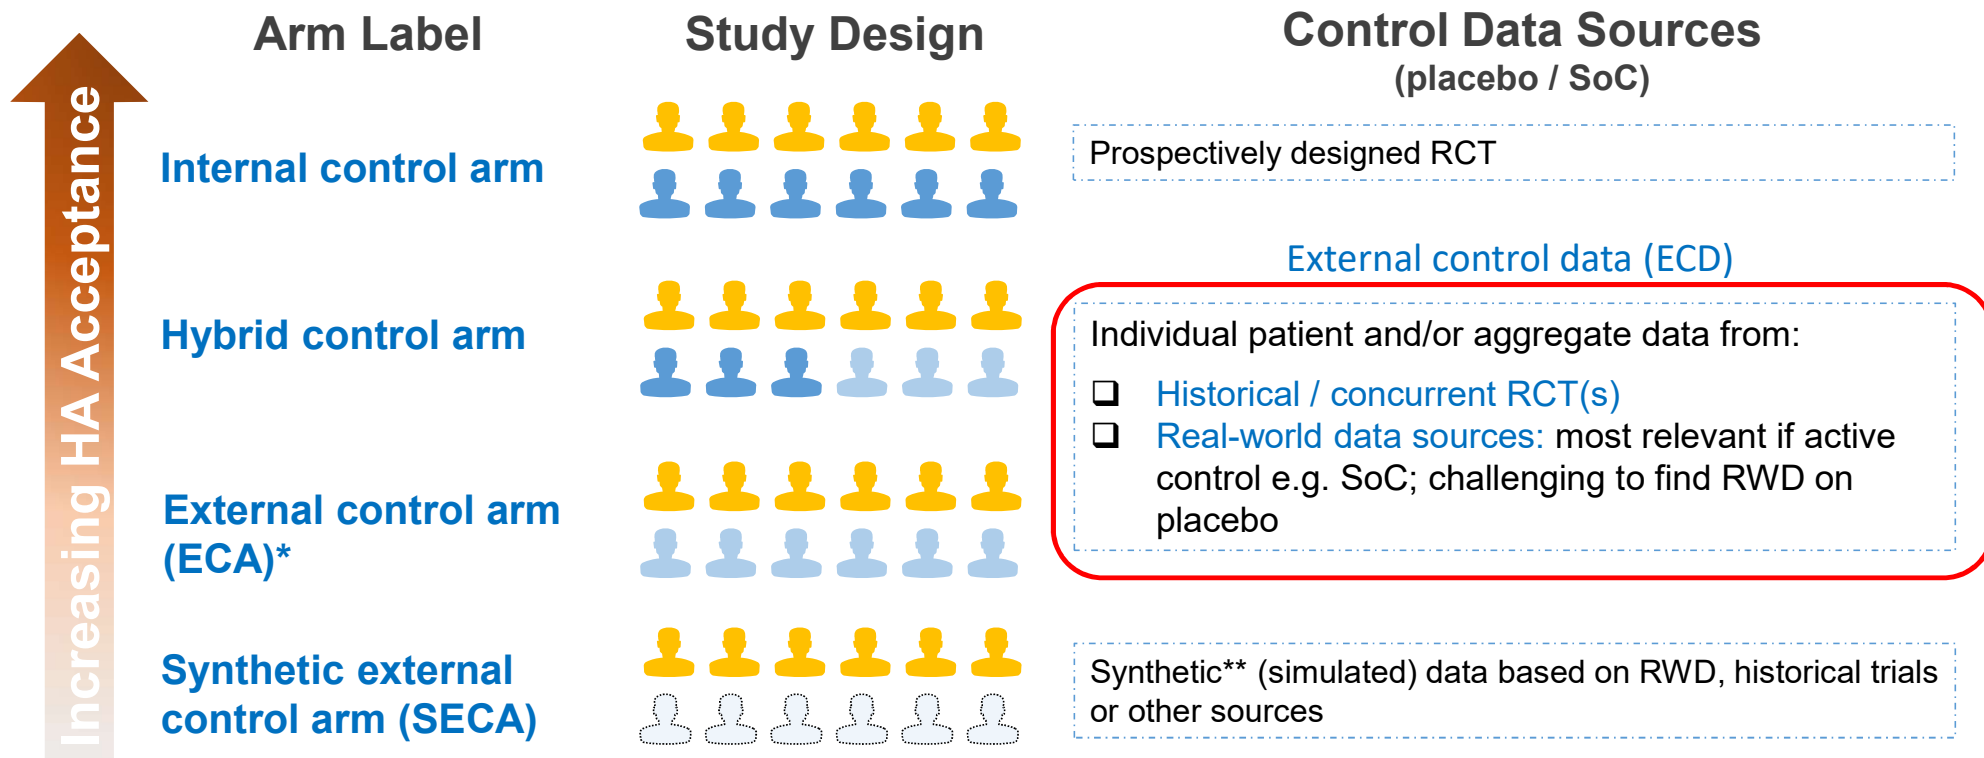 Arm Label
Study Design
Control Data Sources
(placebo / SoC)
Increasing HA Acceptance
Internal control arm
Prospectively designed RCT
External control data (ECD)
Hybrid control arm
Individual patient and/or aggregate data from:
❑ Historical / concurrent RCT(s)
❑ Real-world data sources: most relevant if active
control e.g. SoC; challenging to find RWD on
placebo
External control arm
(ECA)*
Synthetic external
control arm (SECA)
Synthetic** (simulated) data based on RWD, historical trials
or other sources